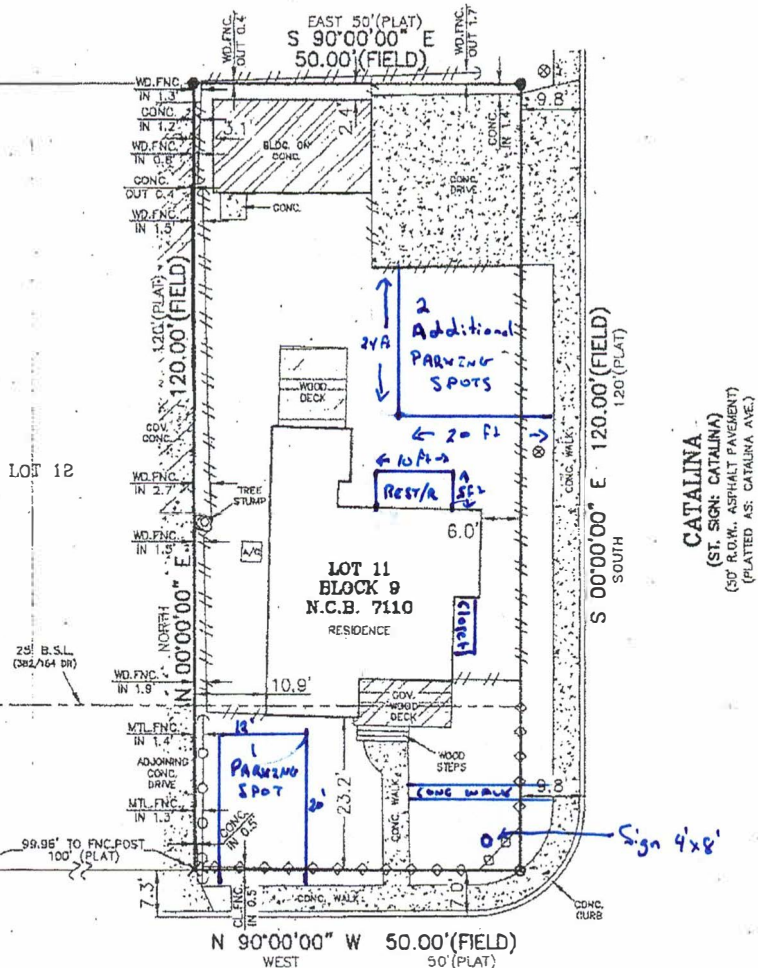 EAST 50'(PLAT)
S 90°00'00" E
50.00'(FIELD)
WD.FNC.
OUT 0.4'
WD.FNC.
OUT 1.7'
WD.FNC.
IN 1.3'
CONC.
IN 1.2'
WD.FNC.
IN 0.6'
CONC.
OUT 0.4'
WD.FNC.
IN 1.5'
3.1'
2.4'
BLDG. ON
CONC.
CONC.
CONC.
DRIVE
CONC.
IN 1.4'
9.8
120'(PLAT)
120.00'(FIELD)
24ft
2
Additional
PARKING
SPOTS
20 ft
WOOD
DECK
COV.
CONC.
10ft
REST/R
5ft
CONC. WALK
LOT 12
WD.FNC.
IN 2.7'
TREE
STUMP
WD.FNC.
IN 1.5'
A/C
6.0'
LOT 11
BLOCK 9
N.C.B. 7110
RESIDENCE
Closet
S 00°00'00" E 120.00'(FIELD)
SOUTH 120'(PLAT)
CATALINA
(ST. SIGN: CATALINA)
(50' R.O.W., ASPHALT PAVEMENT)
(PLATTED AS: CATALINA AVE.)
NORTH
N 00°00'00" E
25' B.S.L.
(382/164 DR)
WD.FNC.
IN 1.9'
10.9'
COV.
WOOD
DECK
MTL.FNC.
IN 1.4'
12'
1
PARKING
SPOT
20'
23.2'
WOOD
STEPS
ADJOINING
CONC.
DRIVE
CONC. WALK
CONC WALK
9.8
MTL.FNC.
IN 1.3'
CONC.
IN 0.5'
Sign 4'x8'
99.96' TO FNC.POST
100' (PLAT)
7.3'
CL.FNC.
IN 0.5'
CONC. WALK
7.0'
CONC.
CURB
N 90°00'00" W 50.00'(FIELD)
WEST 50'(PLAT)